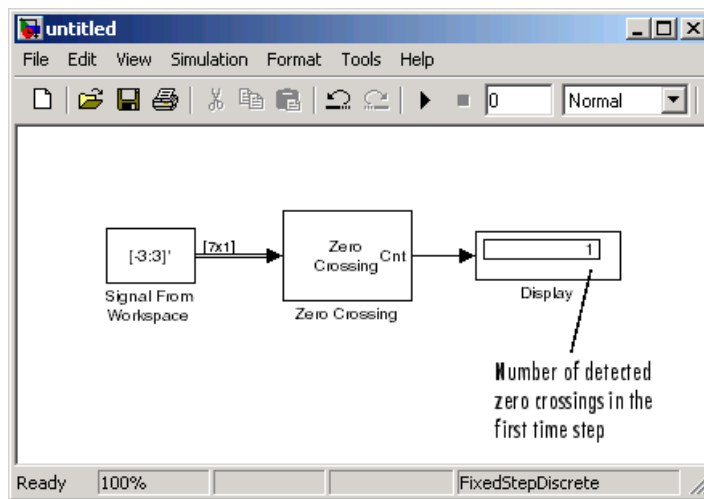 untitled
File Edit View Simulation Format Tools Help
0 Normal
[-3:3]'
[7x1]
Zero
Crossing
Cnt
1
Signal From
Workspace
Zero Crossing
Display
Number of detected
zero crossings in the
first time step
Ready 100% FixedStepDiscrete